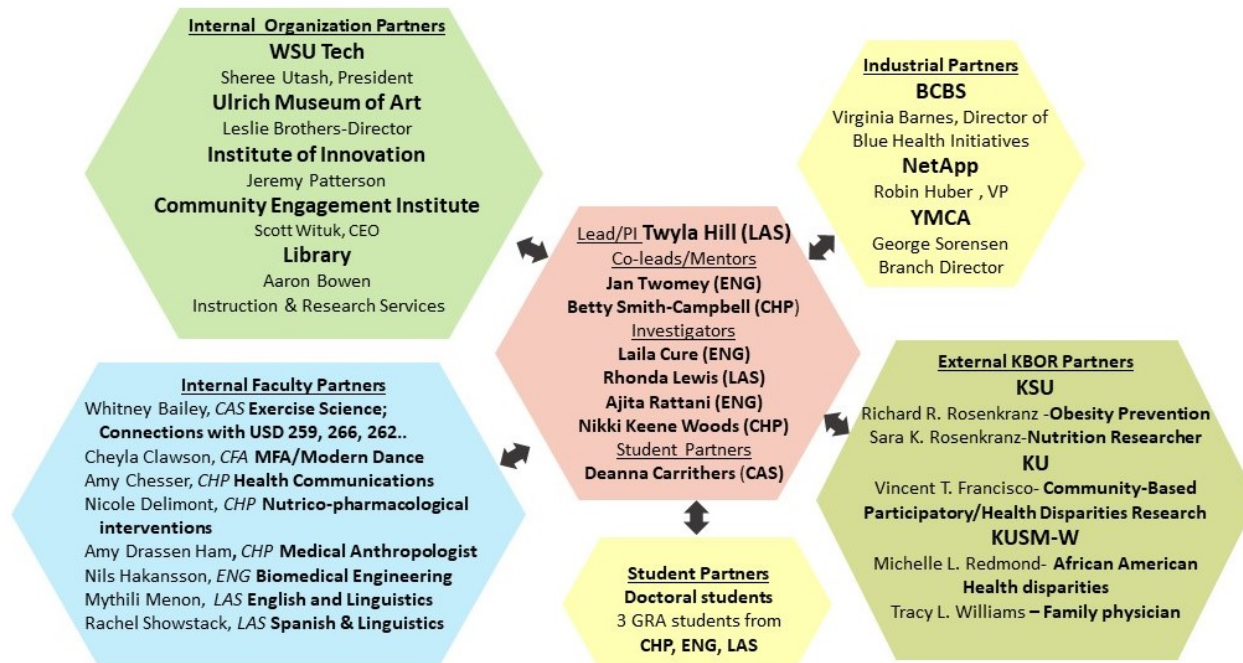 Internal  Organization Partners
WSU Tech
Sheree Utash, President
Ulrich Museum of Art
Leslie Brothers-Director
Institute of Innovation
Jeremy Patterson
Community Engagement Institute
Scott Wituk, CEO
Library
Aaron Bowen
Instruction & Research Services
Industrial Partners
BCBS
Virginia Barnes, Director of
Blue Health Initiatives
NetApp
Robin Huber , VP
YMCA
George Sorensen
Branch Director
Lead/PI Twyla Hill (LAS)
Co-leads/Mentors
Jan Twomey (ENG)
Betty Smith-Campbell (CHP)
Investigators
Laila Cure (ENG)
Rhonda Lewis (LAS)
Ajita Rattani (ENG)
Nikki Keene Woods (CHP)
Student Partners
Deanna Carrithers (CAS)
Internal Faculty Partners
Whitney Bailey, CAS Exercise Science;
Connections with USD 259, 266, 262..
Cheyla Clawson, CFA MFA/Modern Dance
Amy Chesser, CHP Health Communications
Nicole Delimont, CHP Nutrico-pharmacological
interventions
Amy Drassen Ham, CHP Medical Anthropologist
Nils Hakansson, ENG Biomedical Engineering
Mythili Menon, LAS English and Linguistics
Rachel Showstack, LAS Spanish & Linguistics
Student Partners
Doctoral students
3 GRA students from
CHP, ENG, LAS
External KBOR Partners
KSU
Richard R. Rosenkranz -Obesity Prevention
Sara K. Rosenkranz-Nutrition Researcher
KU
Vincent T. Francisco- Community-Based
Participatory/Health Disparities Research
KUSM-W
Michelle L. Redmond- African American
Health disparities
Tracy L. Williams – Family physician